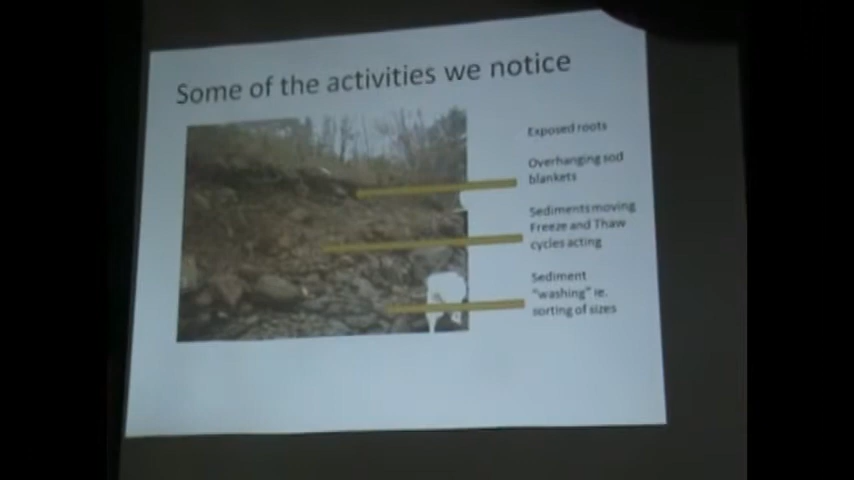 Some of the activities we notice
Exposed roots
Overhanging sod
blankets
Sediments moving
Freeze and Thaw
cycles acting
Sediment
"washing" ie.
sorting of sizes